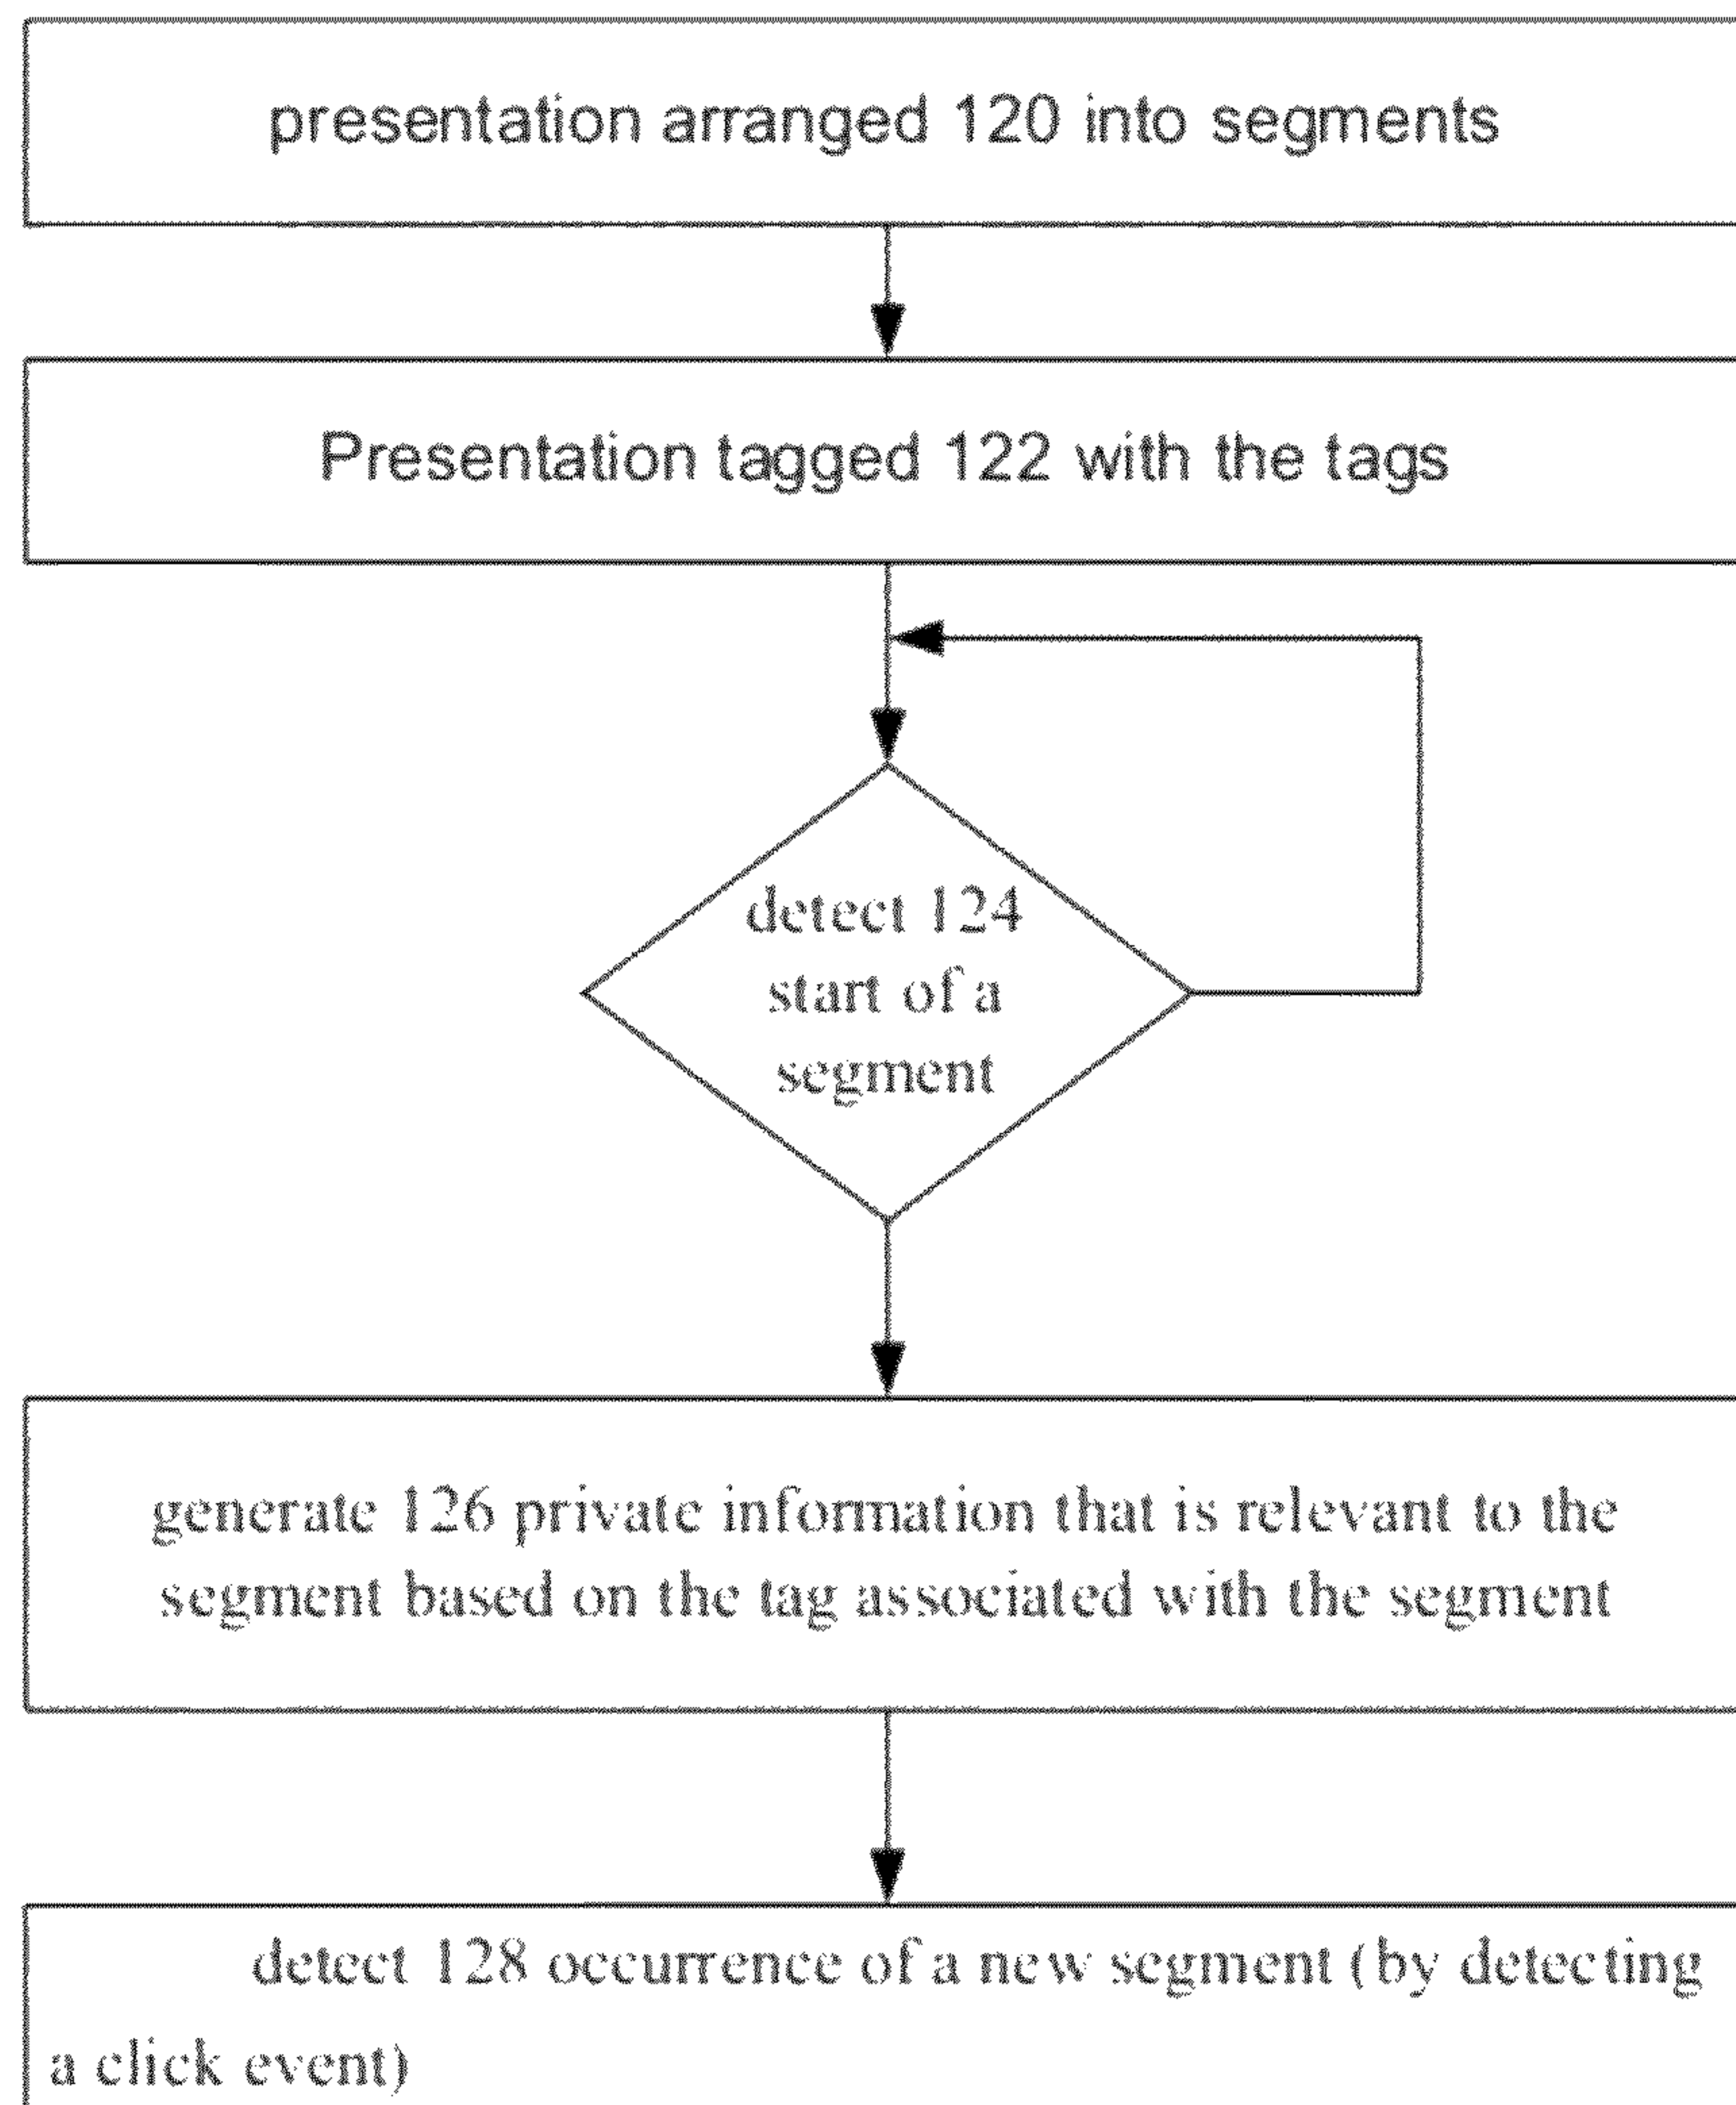 presentation arranged 120 into segments
Presentation tagged 122 with the tags
detect 124
start of a
segment
generate 126 private information that is relevant to the
segment based on the tag associated with the segment
detect 128 occurrence of a new segment (by detecting
a click event)